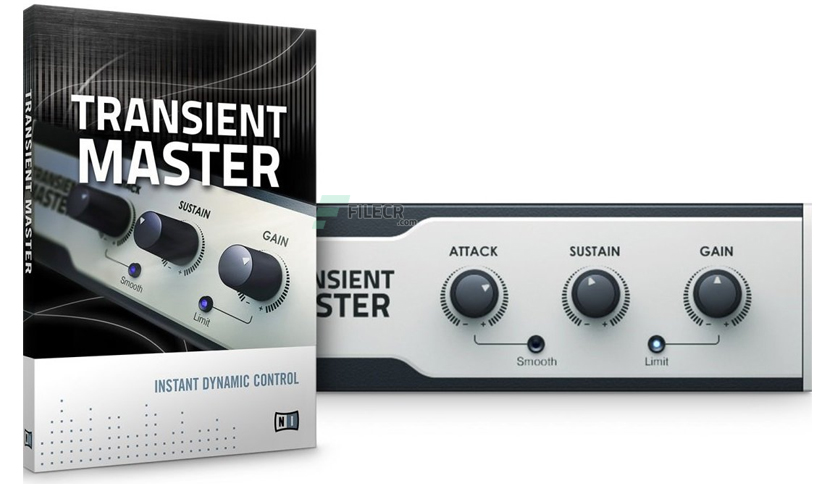 TRANSIENT
MASTER
TRANSIENT MASTER
SUSTAIN
GAIN
Smooth
Limit
INSTANT DYNAMIC CONTROL
NI
FILECR
.com
NSIENT
STER
ATTACK
SUSTAIN
GAIN
- +
- +
- +
Smooth
Limit